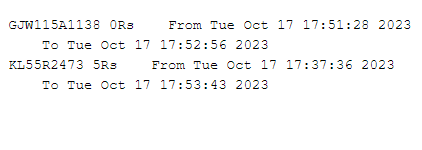 GJW115A1138 0Rs    From Tue Oct 17 17:51:28 2023
    To Tue Oct 17 17:52:56 2023
KL55R2473 5Rs    From Tue Oct 17 17:37:36 2023
    To Tue Oct 17 17:53:43 2023